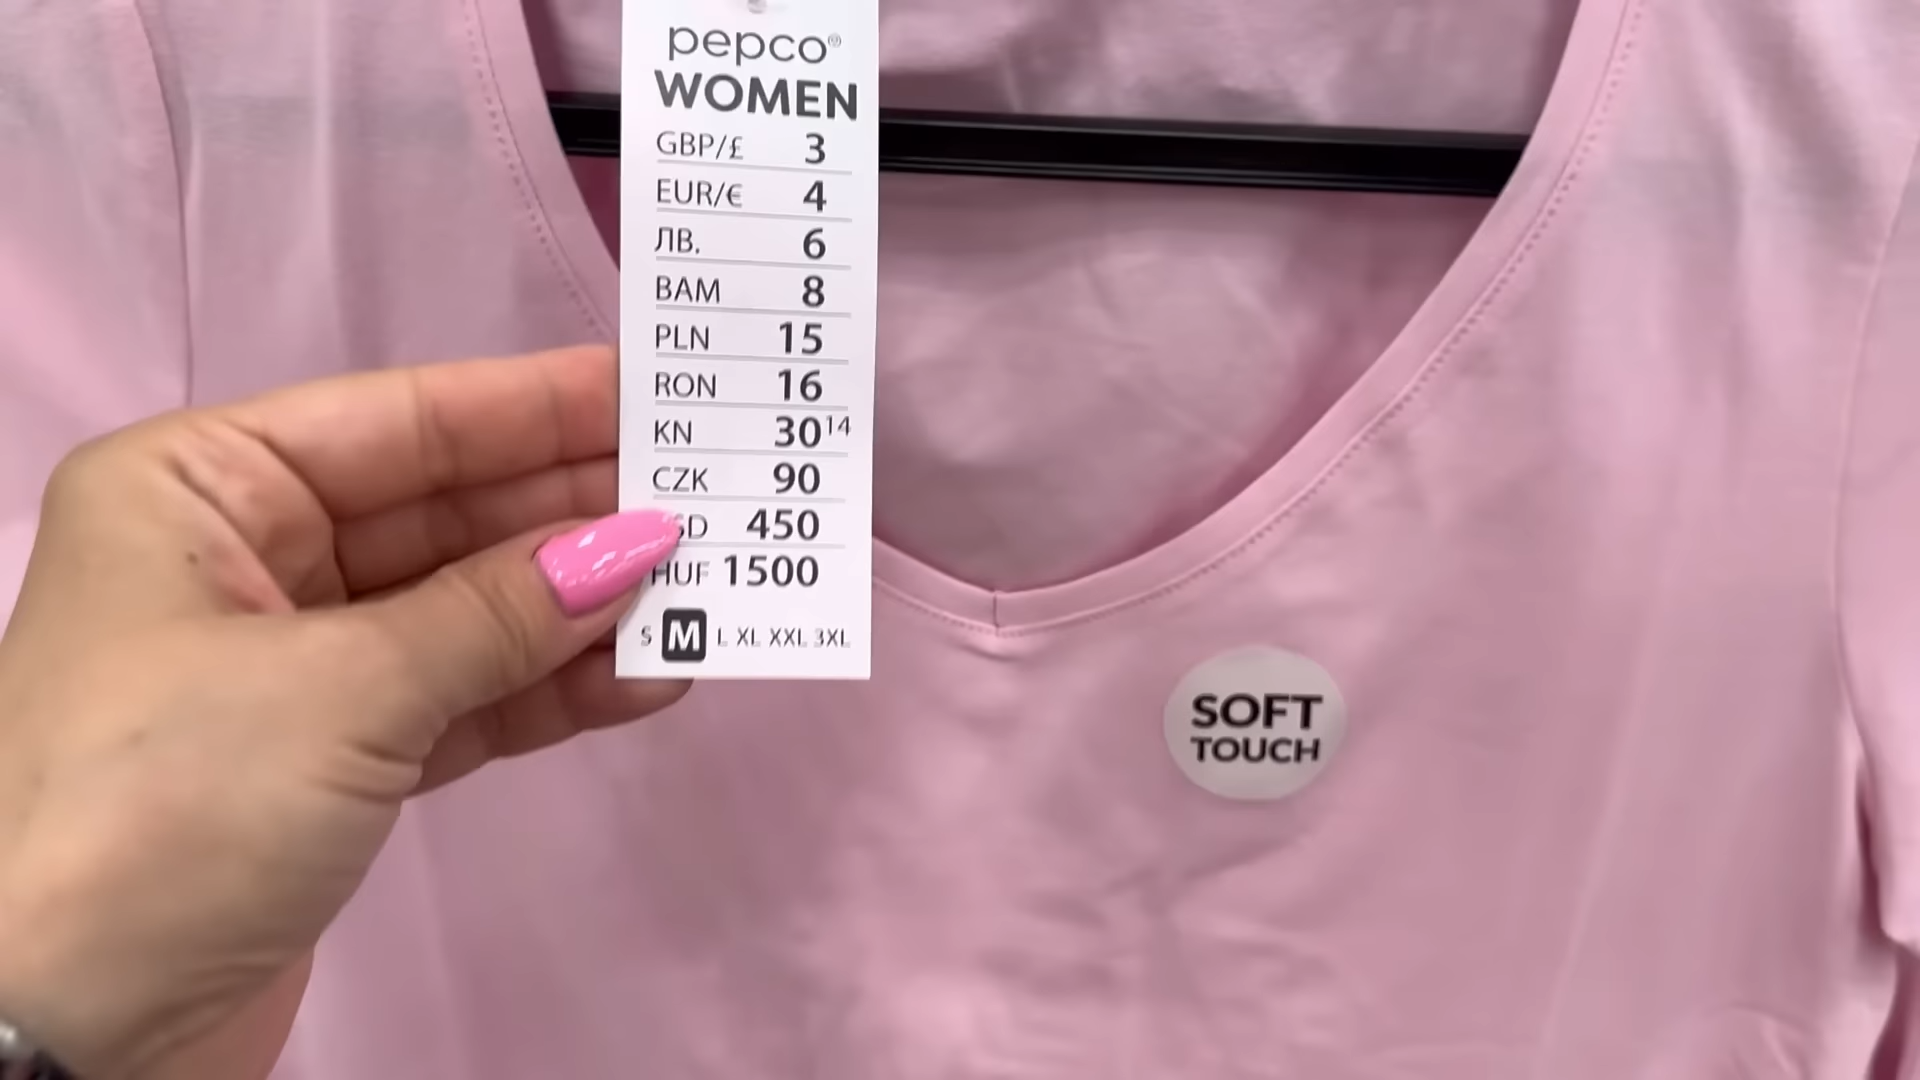 pepco®
WOMEN
GBP/£ 3
EUR/€ 4
ЛВ. 6
BAM 8
PLN 15
RON 16
KN 30¹⁴
CZK 90
450
HUF 1500
S M L XL XXL 3XL
SOFT
TOUCH